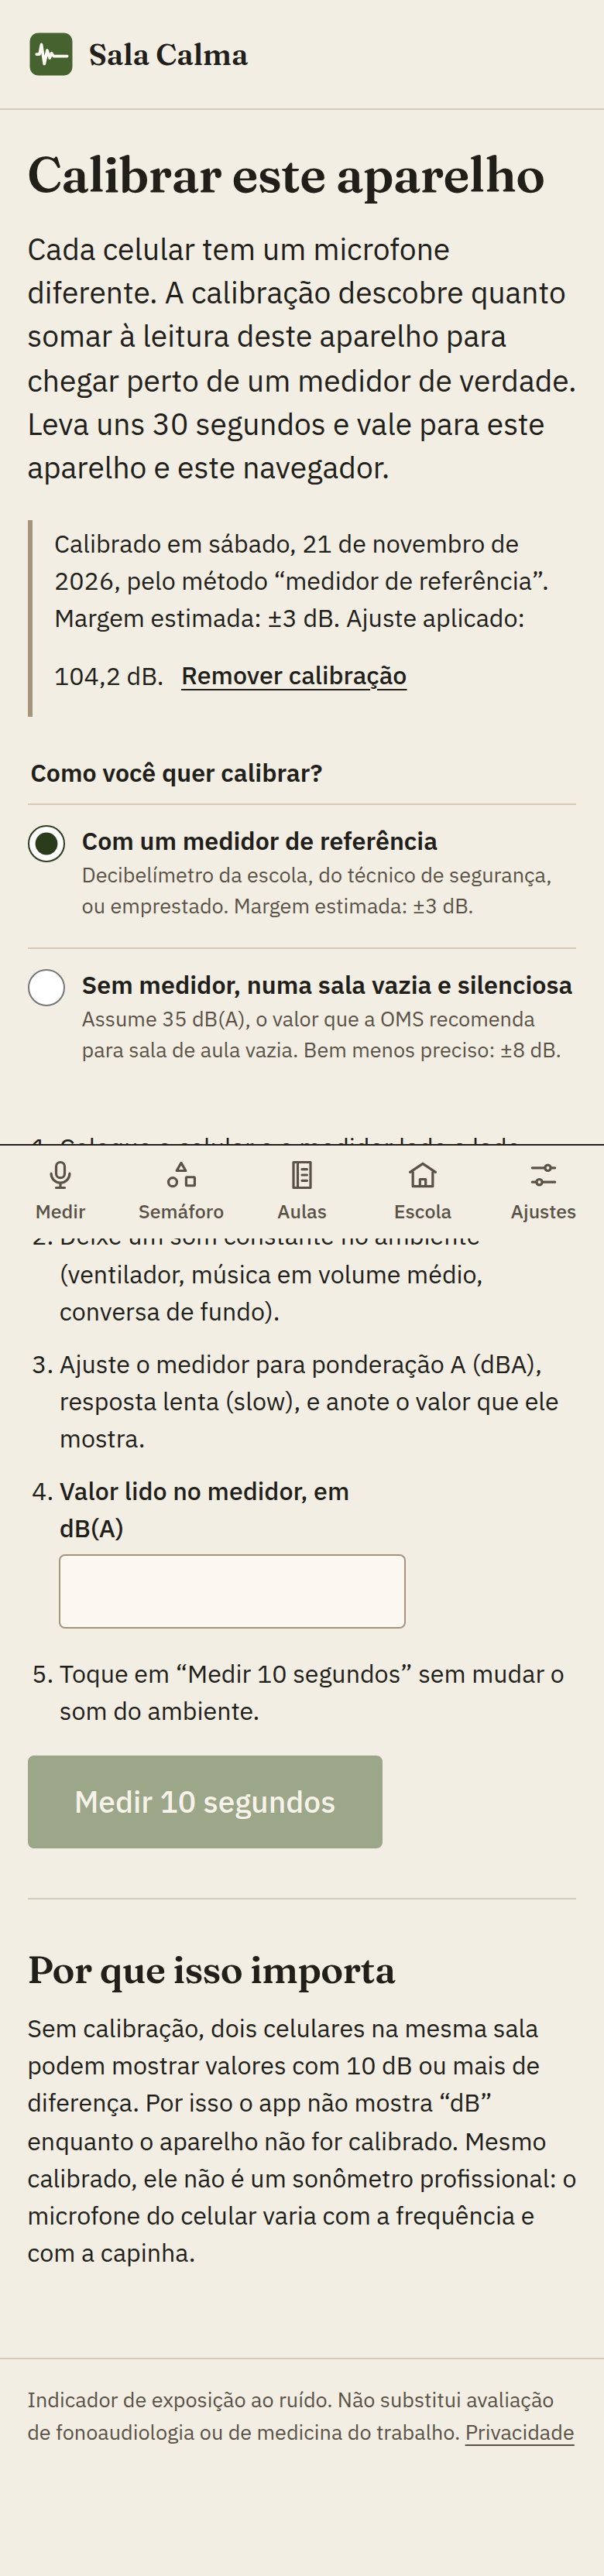 Sala Calma
Calibrar este aparelho
Cada celular tem um microfone
diferente. A calibração descobre quanto
somar à leitura deste aparelho para
chegar perto de um medidor de verdade.
Leva uns 30 segundos e vale para este
aparelho e este navegador.
Calibrado em sábado, 21 de novembro de
2026, pelo método “medidor de referência”.
Margem estimada: ±3 dB. Ajuste aplicado:
104,2 dB. Remover calibração
Como você quer calibrar?
Com um medidor de referência
Decibelímetro da escola, do técnico de segurança,
ou emprestado. Margem estimada: ±3 dB.
Sem medidor, numa sala vazia e silenciosa
Assume 35 dB(A), o valor que a OMS recomenda
para sala de aula vazia. Bem menos preciso: ±8 dB.
Medir Semáforo Aulas Escola Ajustes
2. Deixe um som constante no ambiente
(ventilador, música em volume médio,
conversa de fundo).
3. Ajuste o medidor para ponderação A (dBA),
resposta lenta (slow), e anote o valor que ele
mostra.
4. Valor lido no medidor, em
dB(A)
5. Toque em “Medir 10 segundos” sem mudar o
som do ambiente.
Medir 10 segundos
Por que isso importa
Sem calibração, dois celulares na mesma sala
podem mostrar valores com 10 dB ou mais de
diferença. Por isso o app não mostra “dB”
enquanto o aparelho não for calibrado. Mesmo
calibrado, ele não é um sonômetro profissional: o
microfone do celular varia com a frequência e
com a capinha.
Indicador de exposição ao ruído. Não substitui avaliação
de fonoaudiologia ou de medicina do trabalho. Privacidade